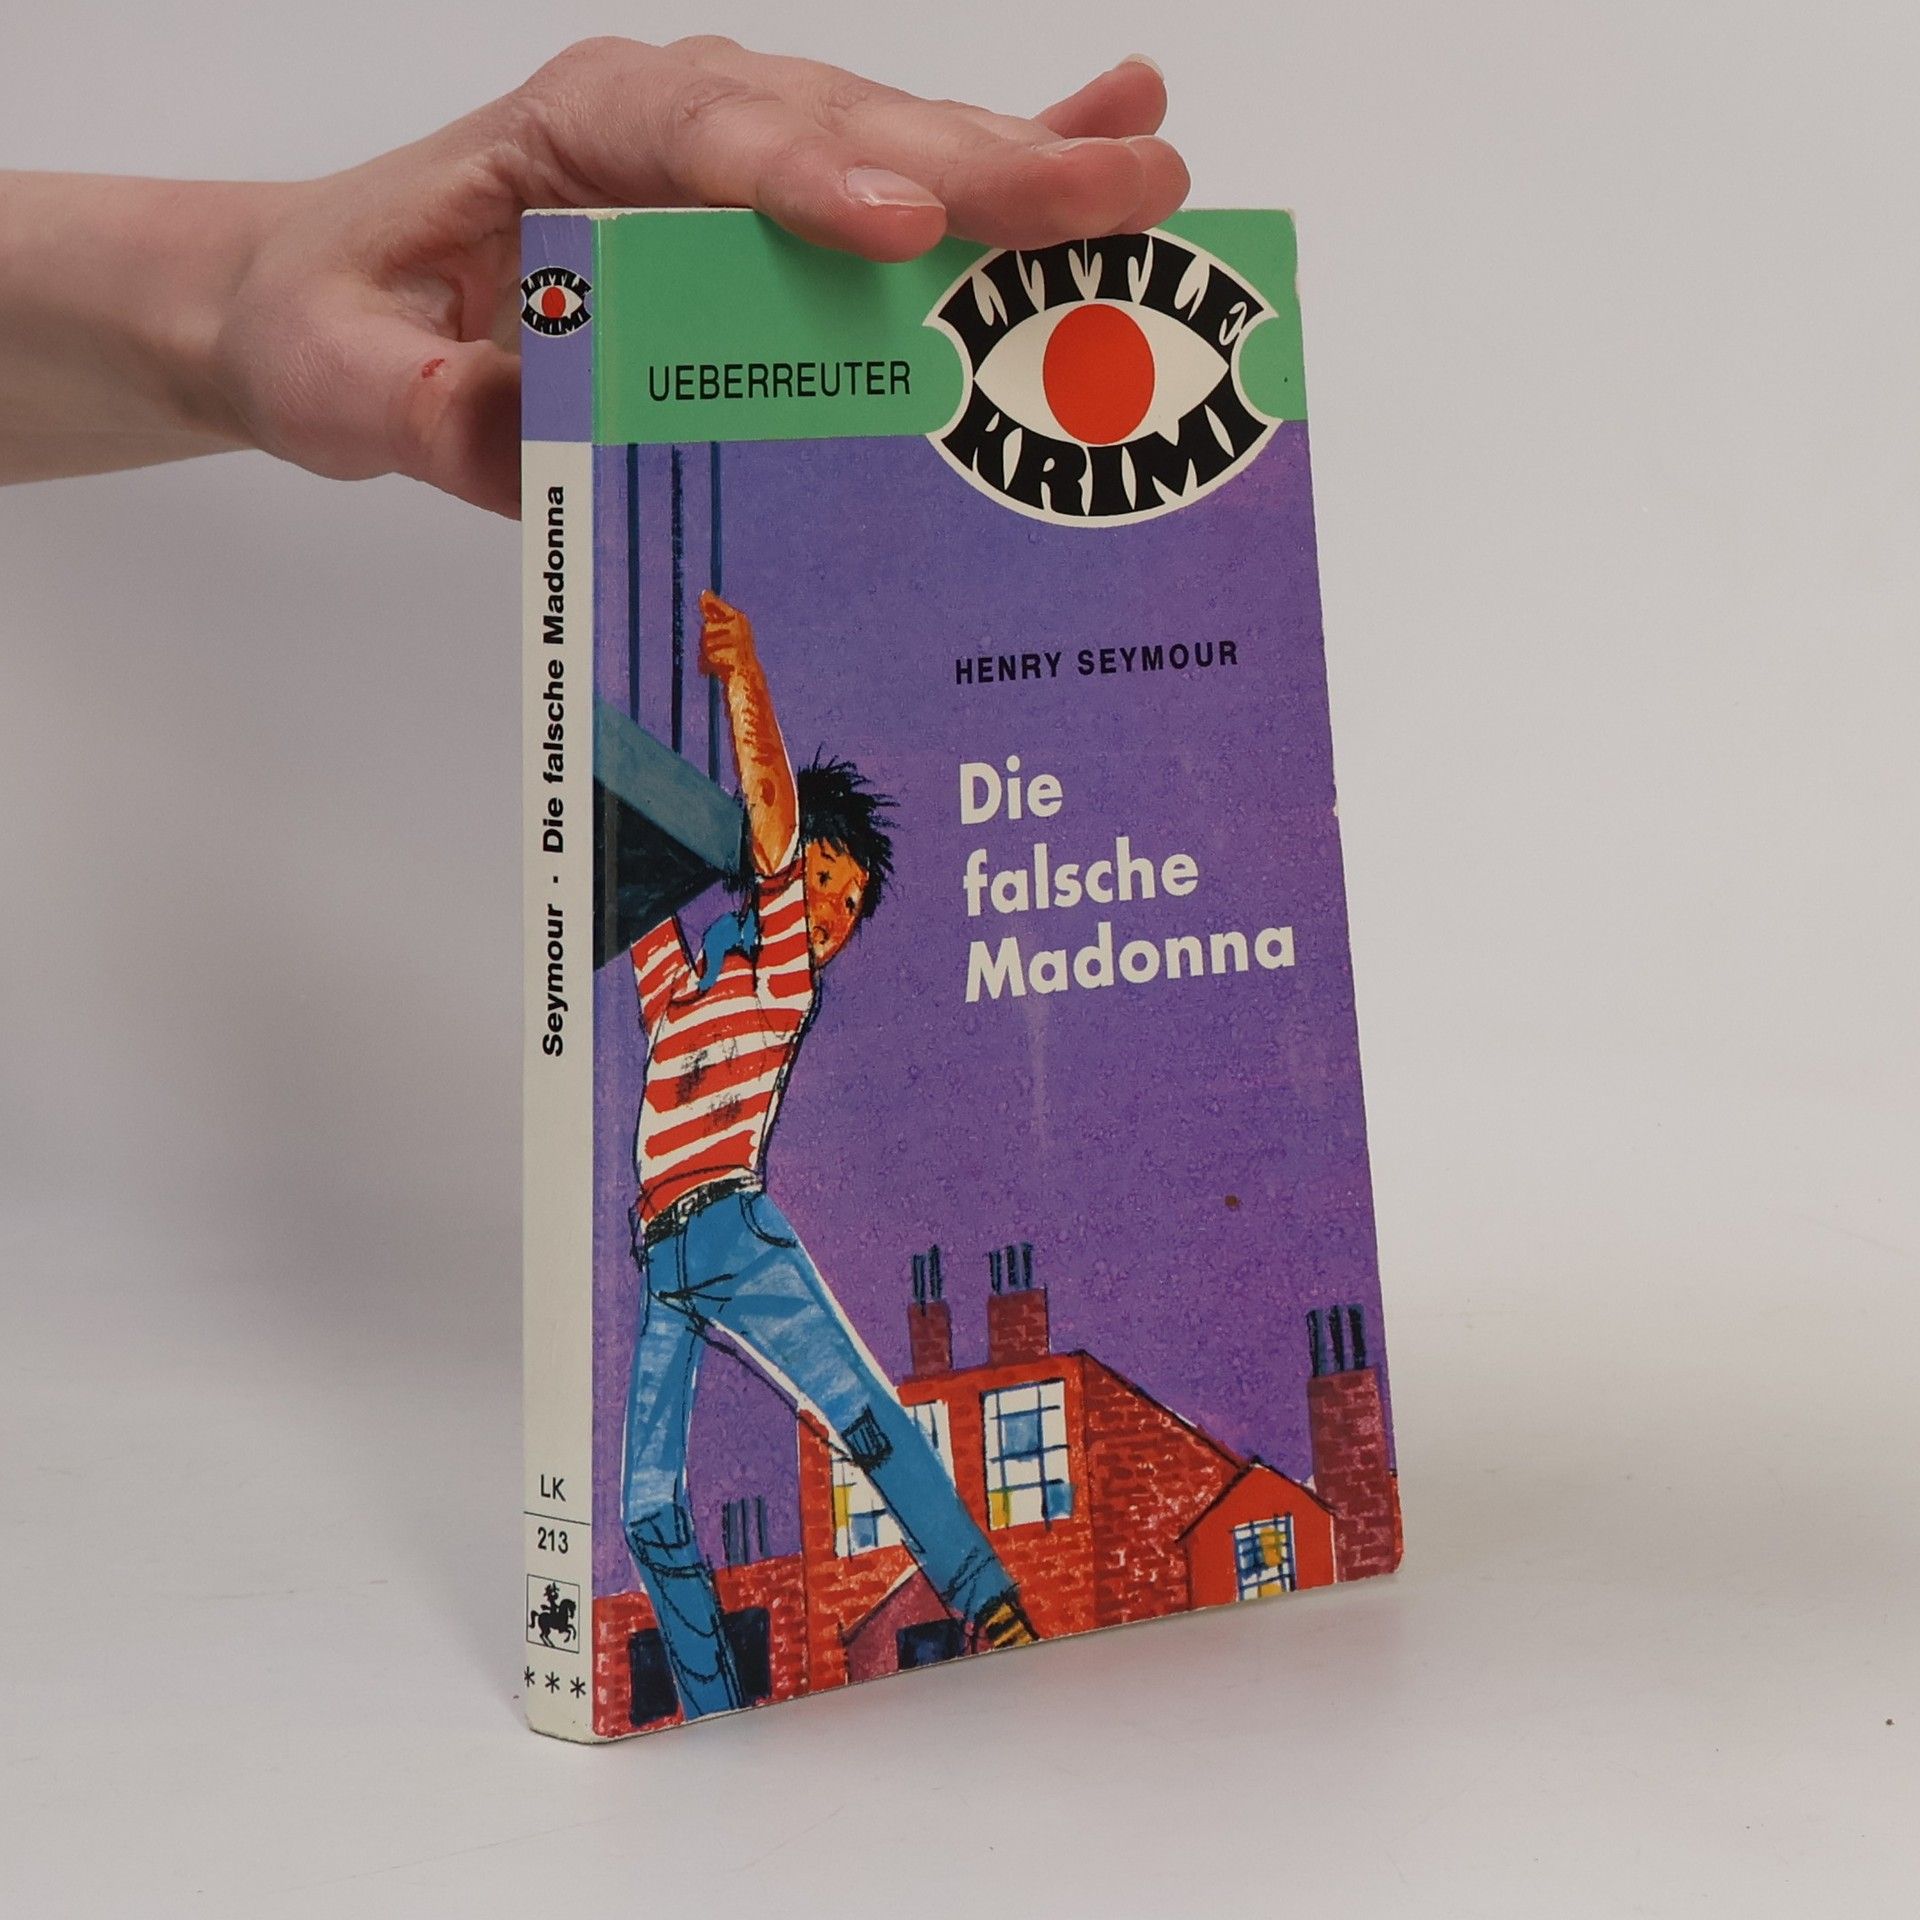 LITTLE
KRIMI
UEBERREUTER
HENRY SEYMOUR
Die
falsche
Madonna
LITTLE
KRIMI
Seymour · Die falsche Madonna
LK
213
***